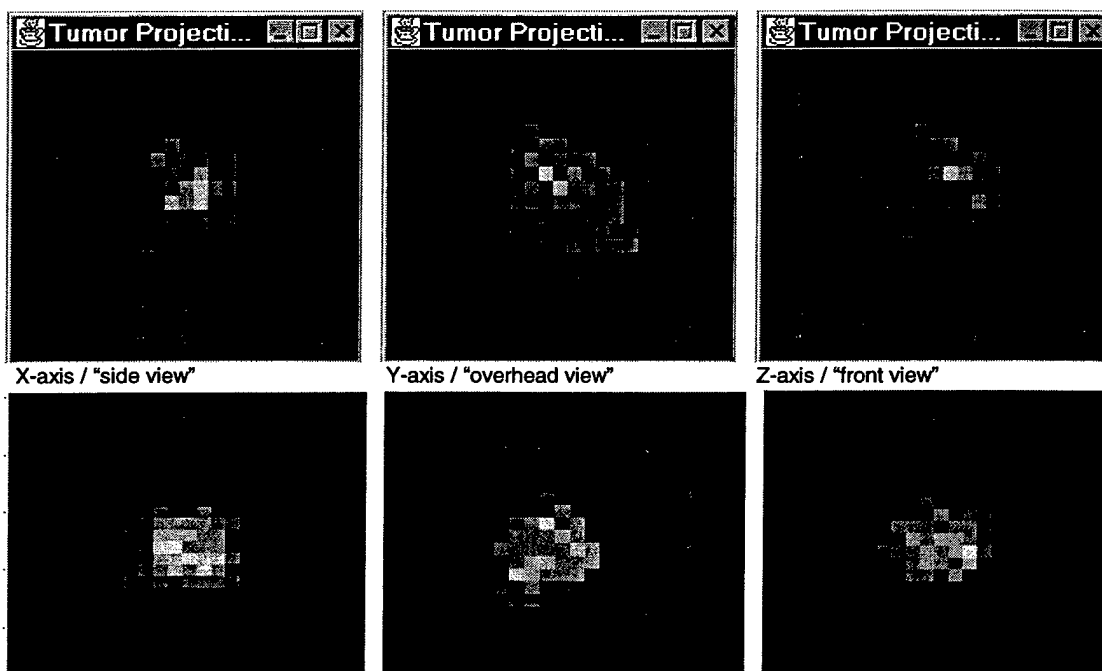 Tumor Projecti...
Tumor Projecti...
Tumor Projecti...
X-axis / “side view”
Y-axis / “overhead view”
Z-axis / “front view”